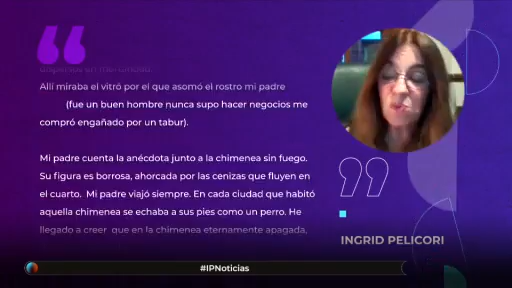 Allí miraba el vitró por el que asomó el rostro mi padre
(fue un buen hombre nunca supo hacer negocios me
compró engañado por un tabur).
Mi padre cuenta la anécdota junto a la chimenea sin fuego.
Su figura es borrosa, ahorcada por las cenizas que fluyen en
el cuarto. Mi padre viajó siempre. En cada ciudad que habitó
aquella chimenea se echaba a sus pies como un perro. He
llegado a creer que en la chimenea eternamente apagada,
INGRID PELICORI
#IPNoticias